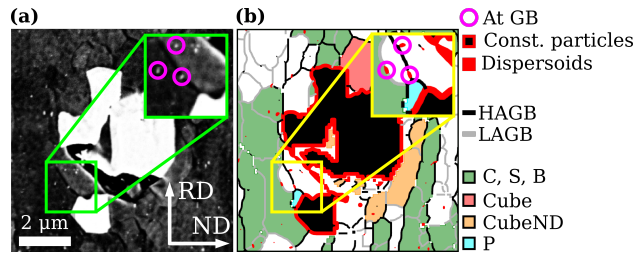 (a)
(b)
At GB
Const. particles
Dispersoids
HAGB
LAGB
C, S, B
Cube
CubeND
P
RD
ND
2 μm